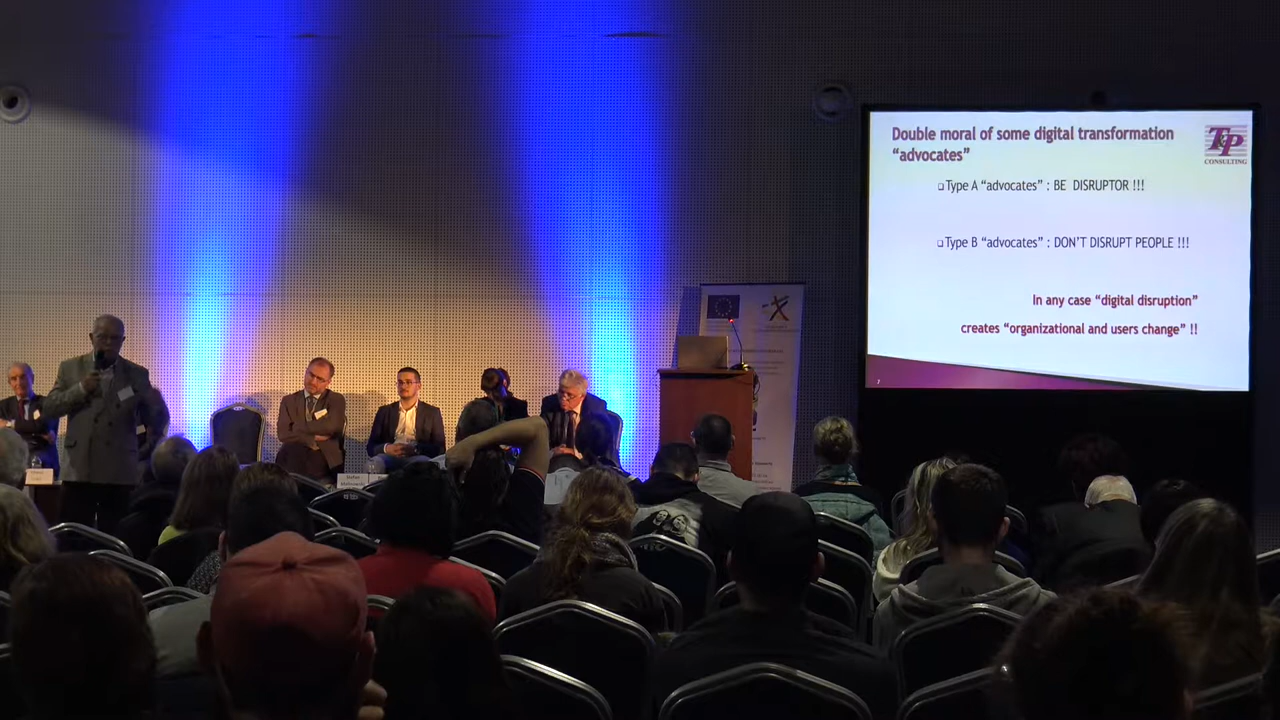 Double moral of some digital transformation
“advocates”
T&P
CONSULTING
❑Type A “advocates” : BE DISRUPTOR !!!
❑Type B “advocates” : DON’T DISRUPT PEOPLE !!!
In any case “digital disruption”
creates “organizational and users change” !!
7